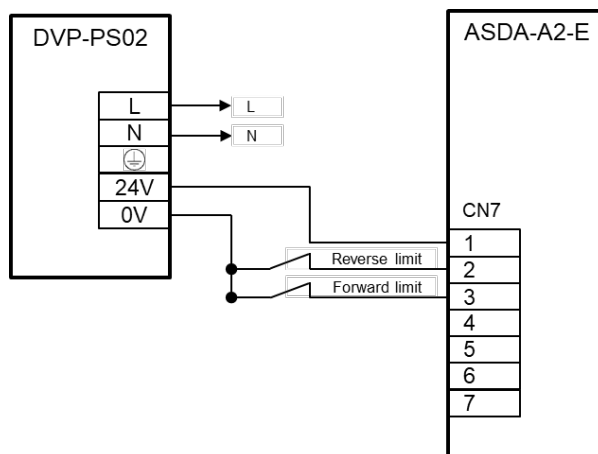 DVP-PS02
ASDA-A2-E
L
L
N
N
24V
0V
CN7
1
Reverse limit
2
Forward limit
3
4
5
6
7